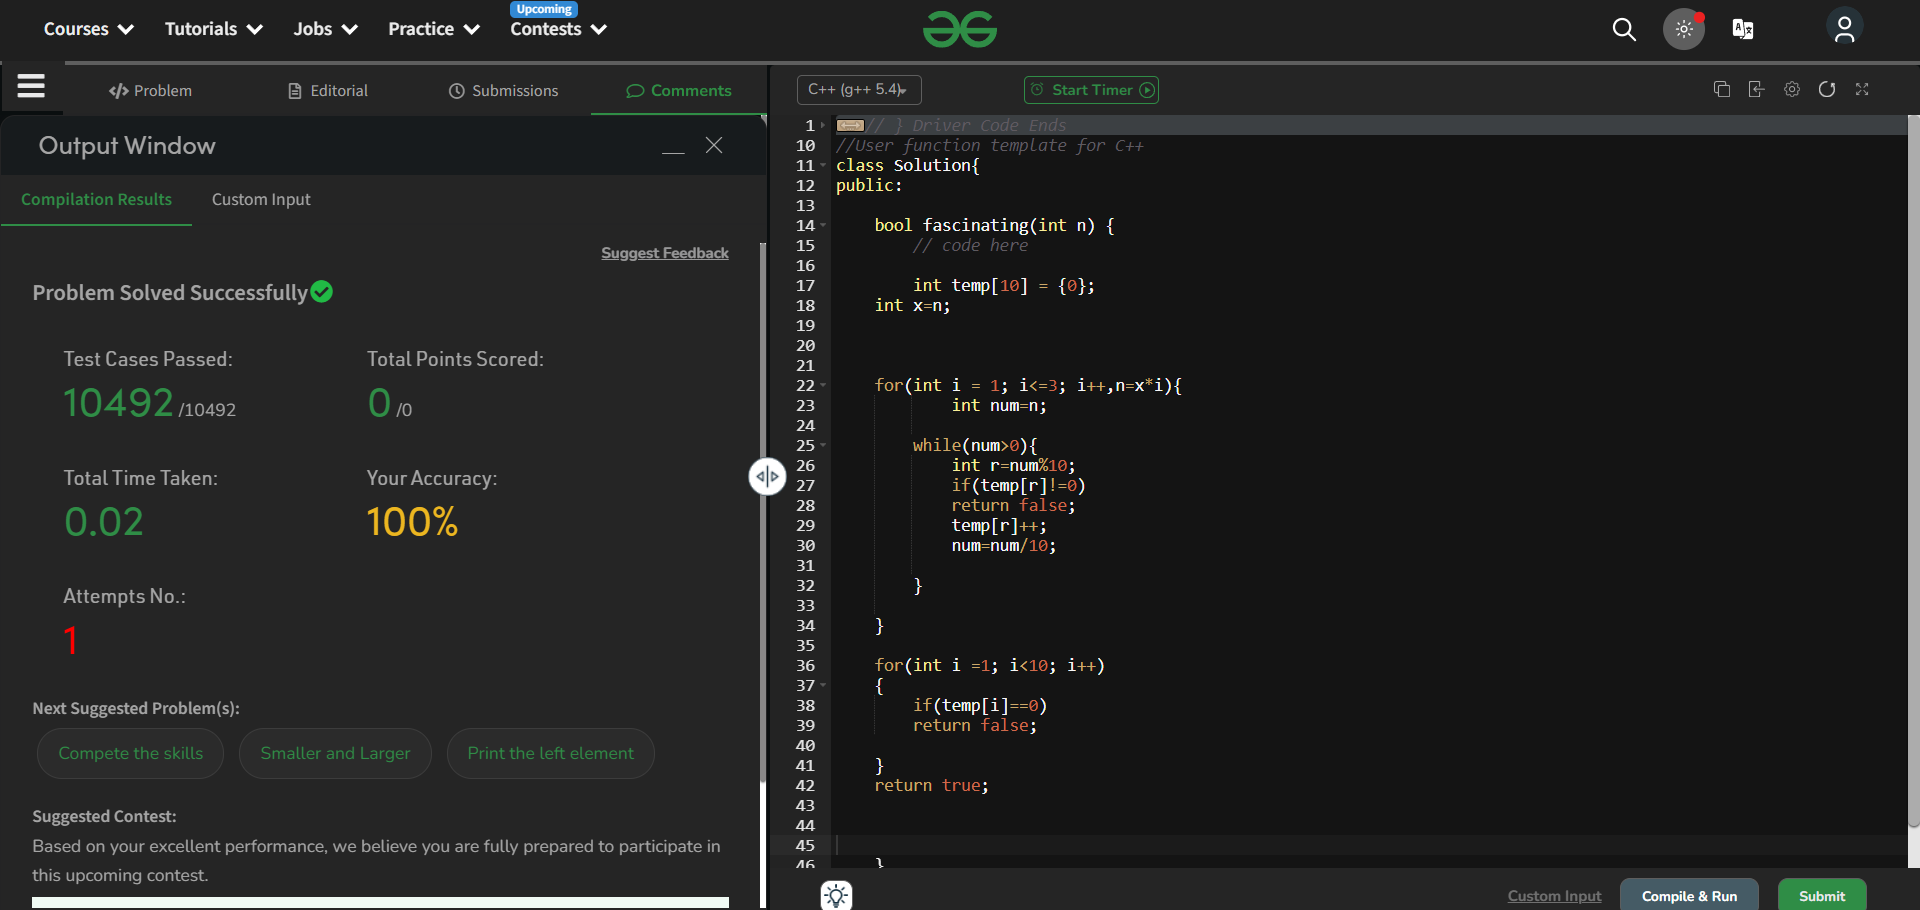 Courses Tutorials Jobs Practice Upcoming Contests
Problem Editorial Submissions Comments
Output Window
Compilation Results Custom Input
Suggest Feedback
Problem Solved Successfully
Test Cases Passed: Total Points Scored:
10492 /10492 0 /0
Total Time Taken: Your Accuracy:
0.02 100%
Attempts No.:
1
Next Suggested Problem(s):
Compete the skills Smaller and Larger Print the left element
Suggested Contest:
Based on your excellent performance, we believe you are fully prepared to participate in
this upcoming contest.
C++ (g++ 5.4) Start Timer
1 // } Driver Code Ends
10 //User function template for C++
11 class Solution{
12 public:
13
14 bool fascinating(int n) {
15 // code here
16
17 int temp[10] = {0};
18 int x=n;
19
20
21
22 for(int i = 1; i<=3; i++,n=x*i){
23 int num=n;
24
25 while(num>0){
26 int r=num%10;
27 if(temp[r]!=0)
28 return false;
29 temp[r]++;
30 num=num/10;
31
32 }
33
34 }
35
36 for(int i =1; i<10; i++)
37 {
38 if(temp[i]==0)
39 return false;
40
41 }
42 return true;
43
44
45
46 }
Custom Input Compile & Run Submit